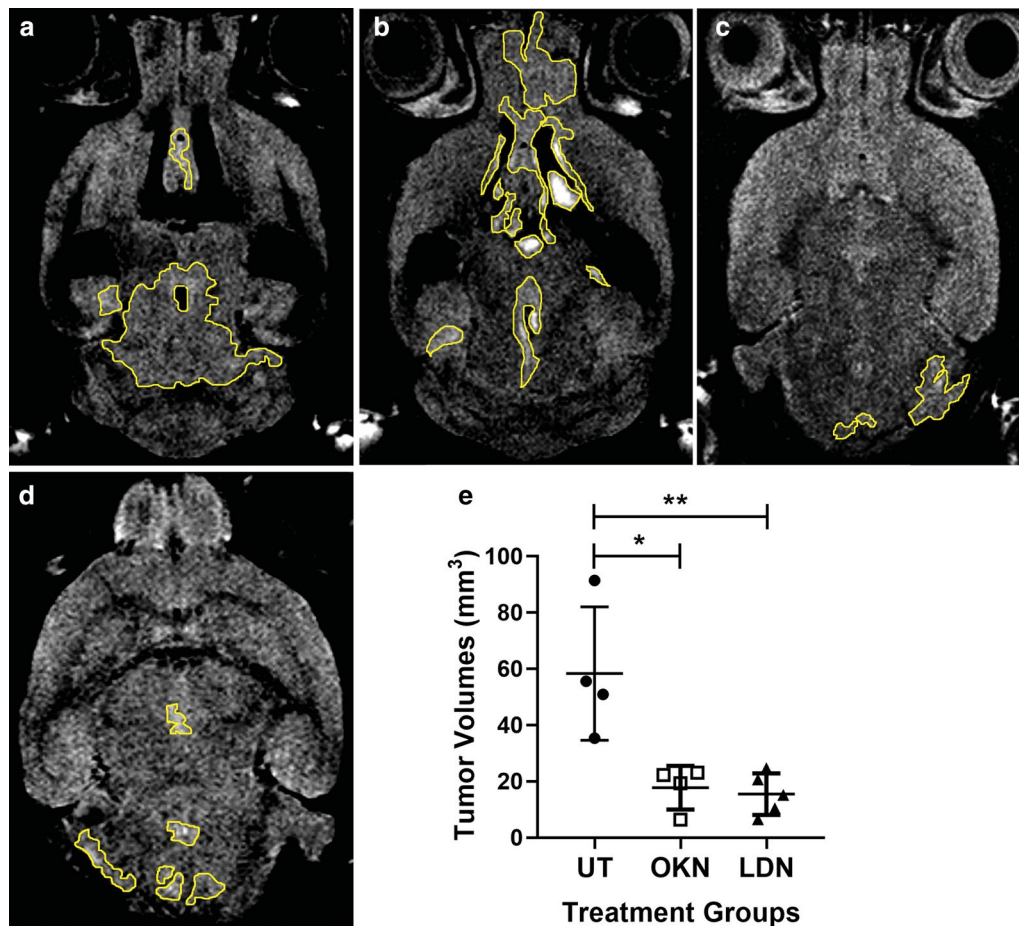 a
b
c
d
e
**
*
100
80
60
40
20
0
Tumor Volumes (mm³)
UT OKN LDN
Treatment Groups